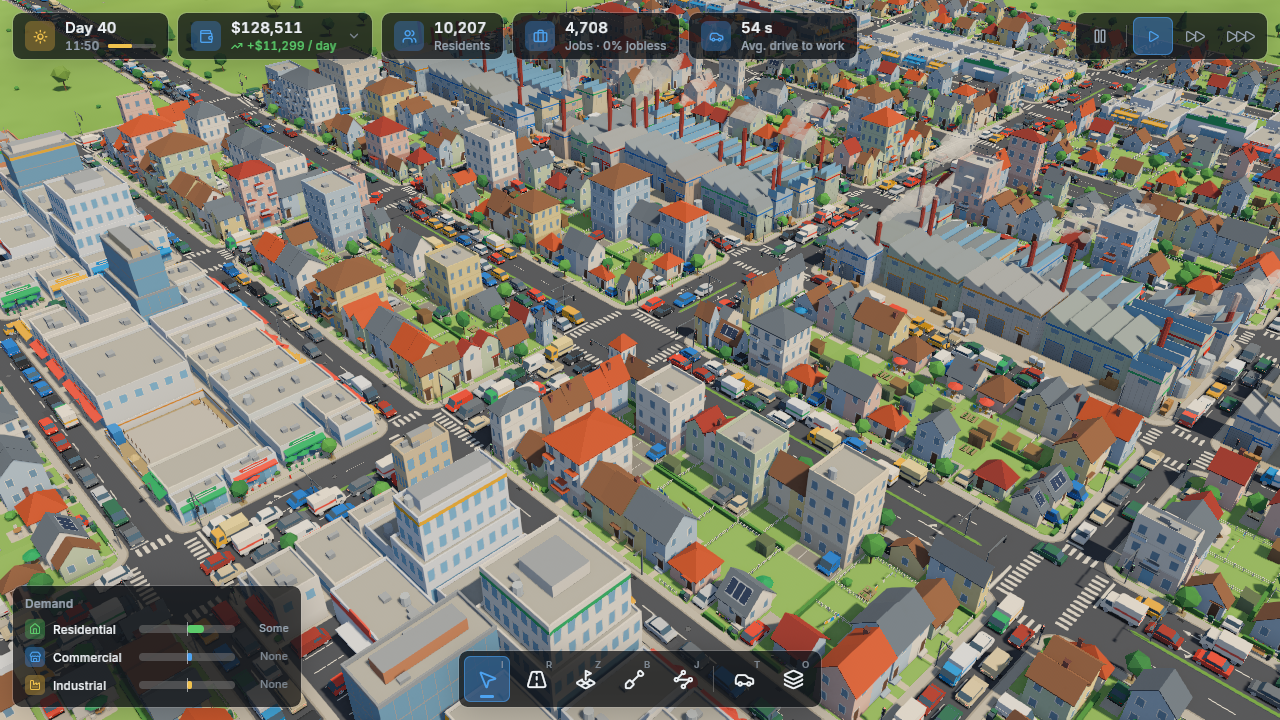 Day 40
11:50
$128,511
+$11,299 / day
10,207
Residents
4,708
Jobs · 0% jobless
54 s
Avg. drive to work
Demand
Residential
Some
Commercial
None
Industrial
None
I
R
Z
B
J
T
O